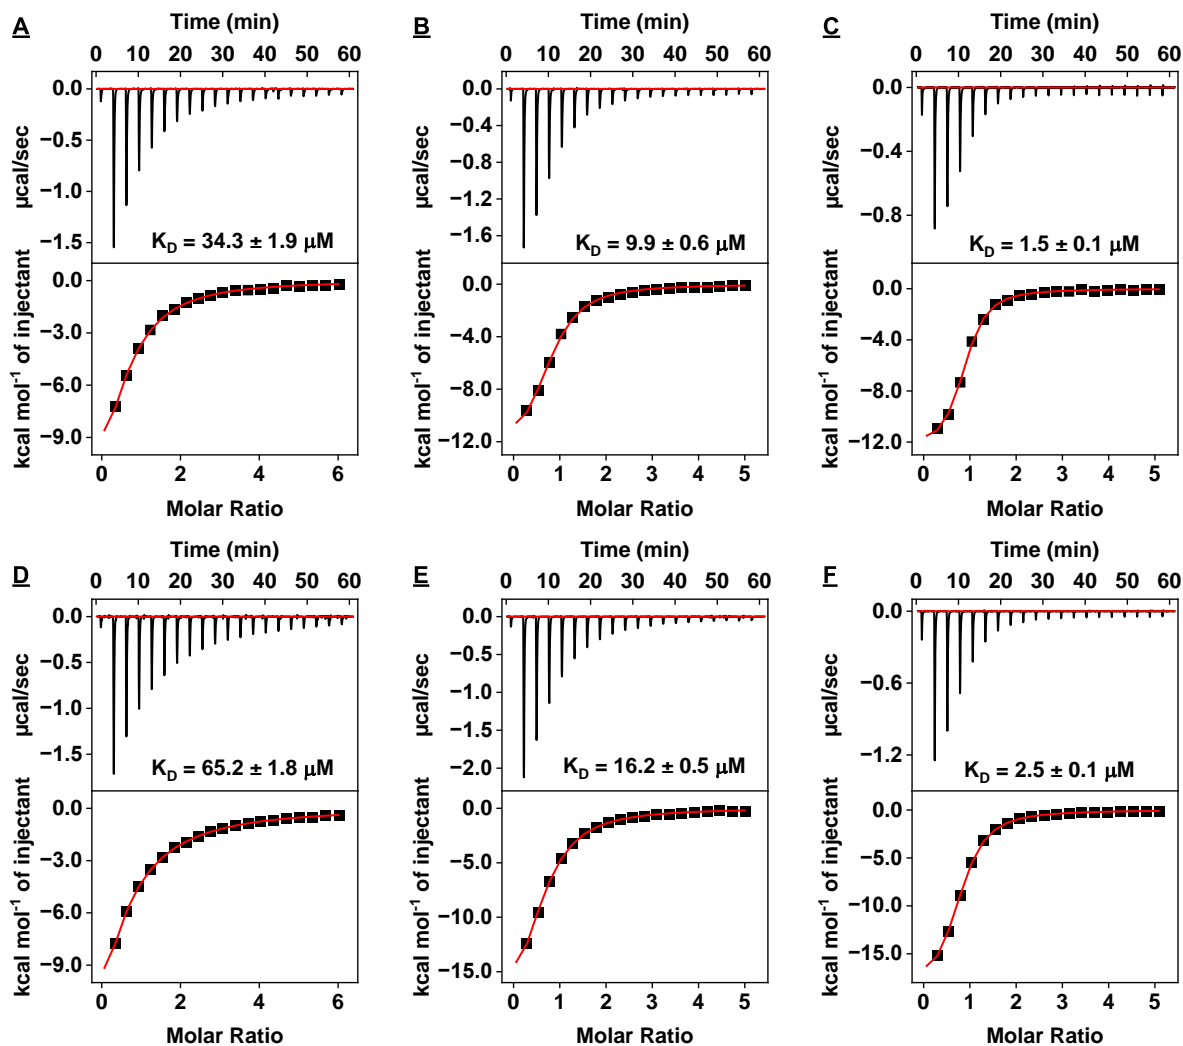 A
Time (min)
0 10 20 30 40 50 60
0.0
−0.5
−1.0
−1.5
µcal/sec
K_D = 34.3 ± 1.9 µM
0.0
−3.0
−6.0
−9.0
kcal mol⁻¹ of injectant
0 2 4 6
Molar Ratio
B
Time (min)
0 10 20 30 40 50 60
0.0
−0.4
−0.8
−1.2
−1.6
µcal/sec
K_D = 9.9 ± 0.6 µM
0.0
−4.0
−8.0
−12.0
kcal mol⁻¹ of injectant
0 1 2 3 4 5
Molar Ratio
C
Time (min)
0 10 20 30 40 50 60
0.0
−0.4
−0.8
µcal/sec
K_D = 1.5 ± 0.1 µM
0.0
−4.0
−8.0
−12.0
kcal mol⁻¹ of injectant
0 1 2 3 4 5
Molar Ratio
D
Time (min)
0 10 20 30 40 50 60
0.0
−0.5
−1.0
−1.5
µcal/sec
K_D = 65.2 ± 1.8 µM
0.0
−3.0
−6.0
−9.0
kcal mol⁻¹ of injectant
0 2 4 6
Molar Ratio
E
Time (min)
0 10 20 30 40 50 60
0.0
−0.5
−1.0
−1.5
−2.0
µcal/sec
K_D = 16.2 ± 0.5 µM
0.0
−5.0
−10.0
−15.0
kcal mol⁻¹ of injectant
0 1 2 3 4 5
Molar Ratio
F
Time (min)
0 10 20 30 40 50 60
0.0
−0.6
−1.2
µcal/sec
K_D = 2.5 ± 0.1 µM
0.0
−5.0
−10.0
−15.0
kcal mol⁻¹ of injectant
0 1 2 3 4 5
Molar Ratio